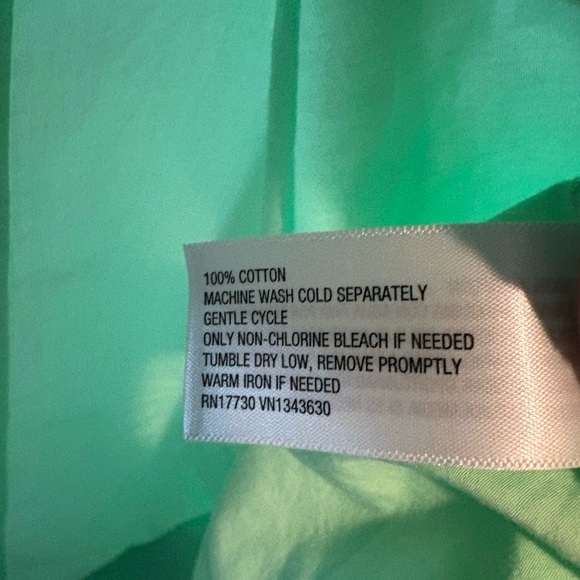 100% COTTON
MACHINE WASH COLD SEPARATELY
GENTLE CYCLE
ONLY NON-CHLORINE BLEACH IF NEEDED
TUMBLE DRY LOW, REMOVE PROMPTLY
WARM IRON IF NEEDED
RN17730 VN1343630